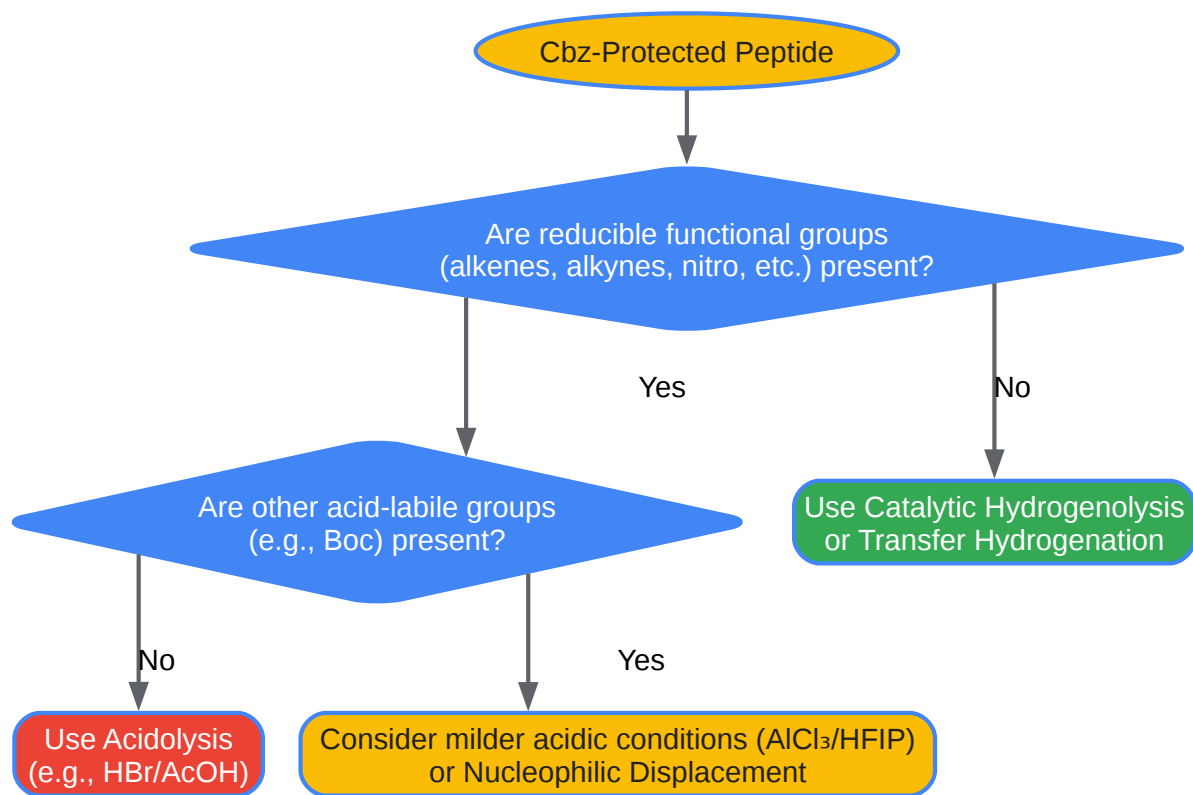 Cbz-Protected Peptide
Are reducible functional groups
(alkenes, alkynes, nitro, etc.) present?
Yes
No
Are other acid-labile groups
(e.g., Boc) present?
Use Catalytic Hydrogenolysis
or Transfer Hydrogenation
No
Yes
Use Acidolysis
(e.g., HBr/AcOH)
Consider milder acidic conditions (AlCl₃/HFIP)
or Nucleophilic Displacement